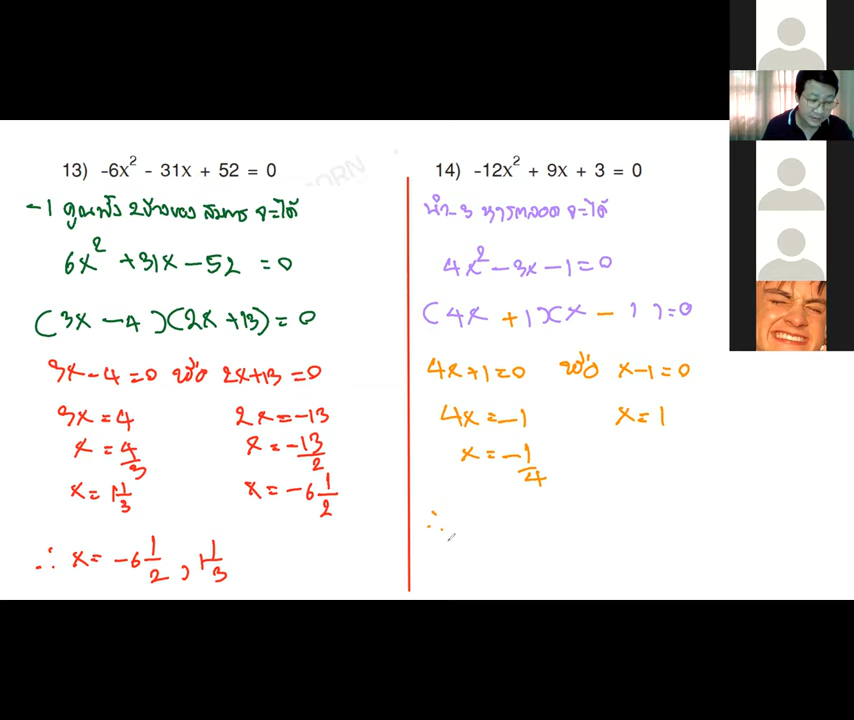 13) -6x² - 31x + 52 = 0
-1 คูณทั้ง 2 ข้างของ สมการ จะได้
6x² + 31x - 52 = 0
(3x - 4)(2x + 13) = 0
3x - 4 = 0 หรือ 2x + 13 = 0
3x = 4 2x = -13
x = 4/3 x = -13/2
x = 1 1/3 x = -6 1/2
∴ x = -6 1/2 , 1 1/3
14) -12x² + 9x + 3 = 0
นำ -3 หารตลอด จะได้
4x² - 3x - 1 = 0
(4x + 1)(x - 1) = 0
4x + 1 = 0 หรือ x - 1 = 0
4x = -1 x = 1
x = -1/4
∴